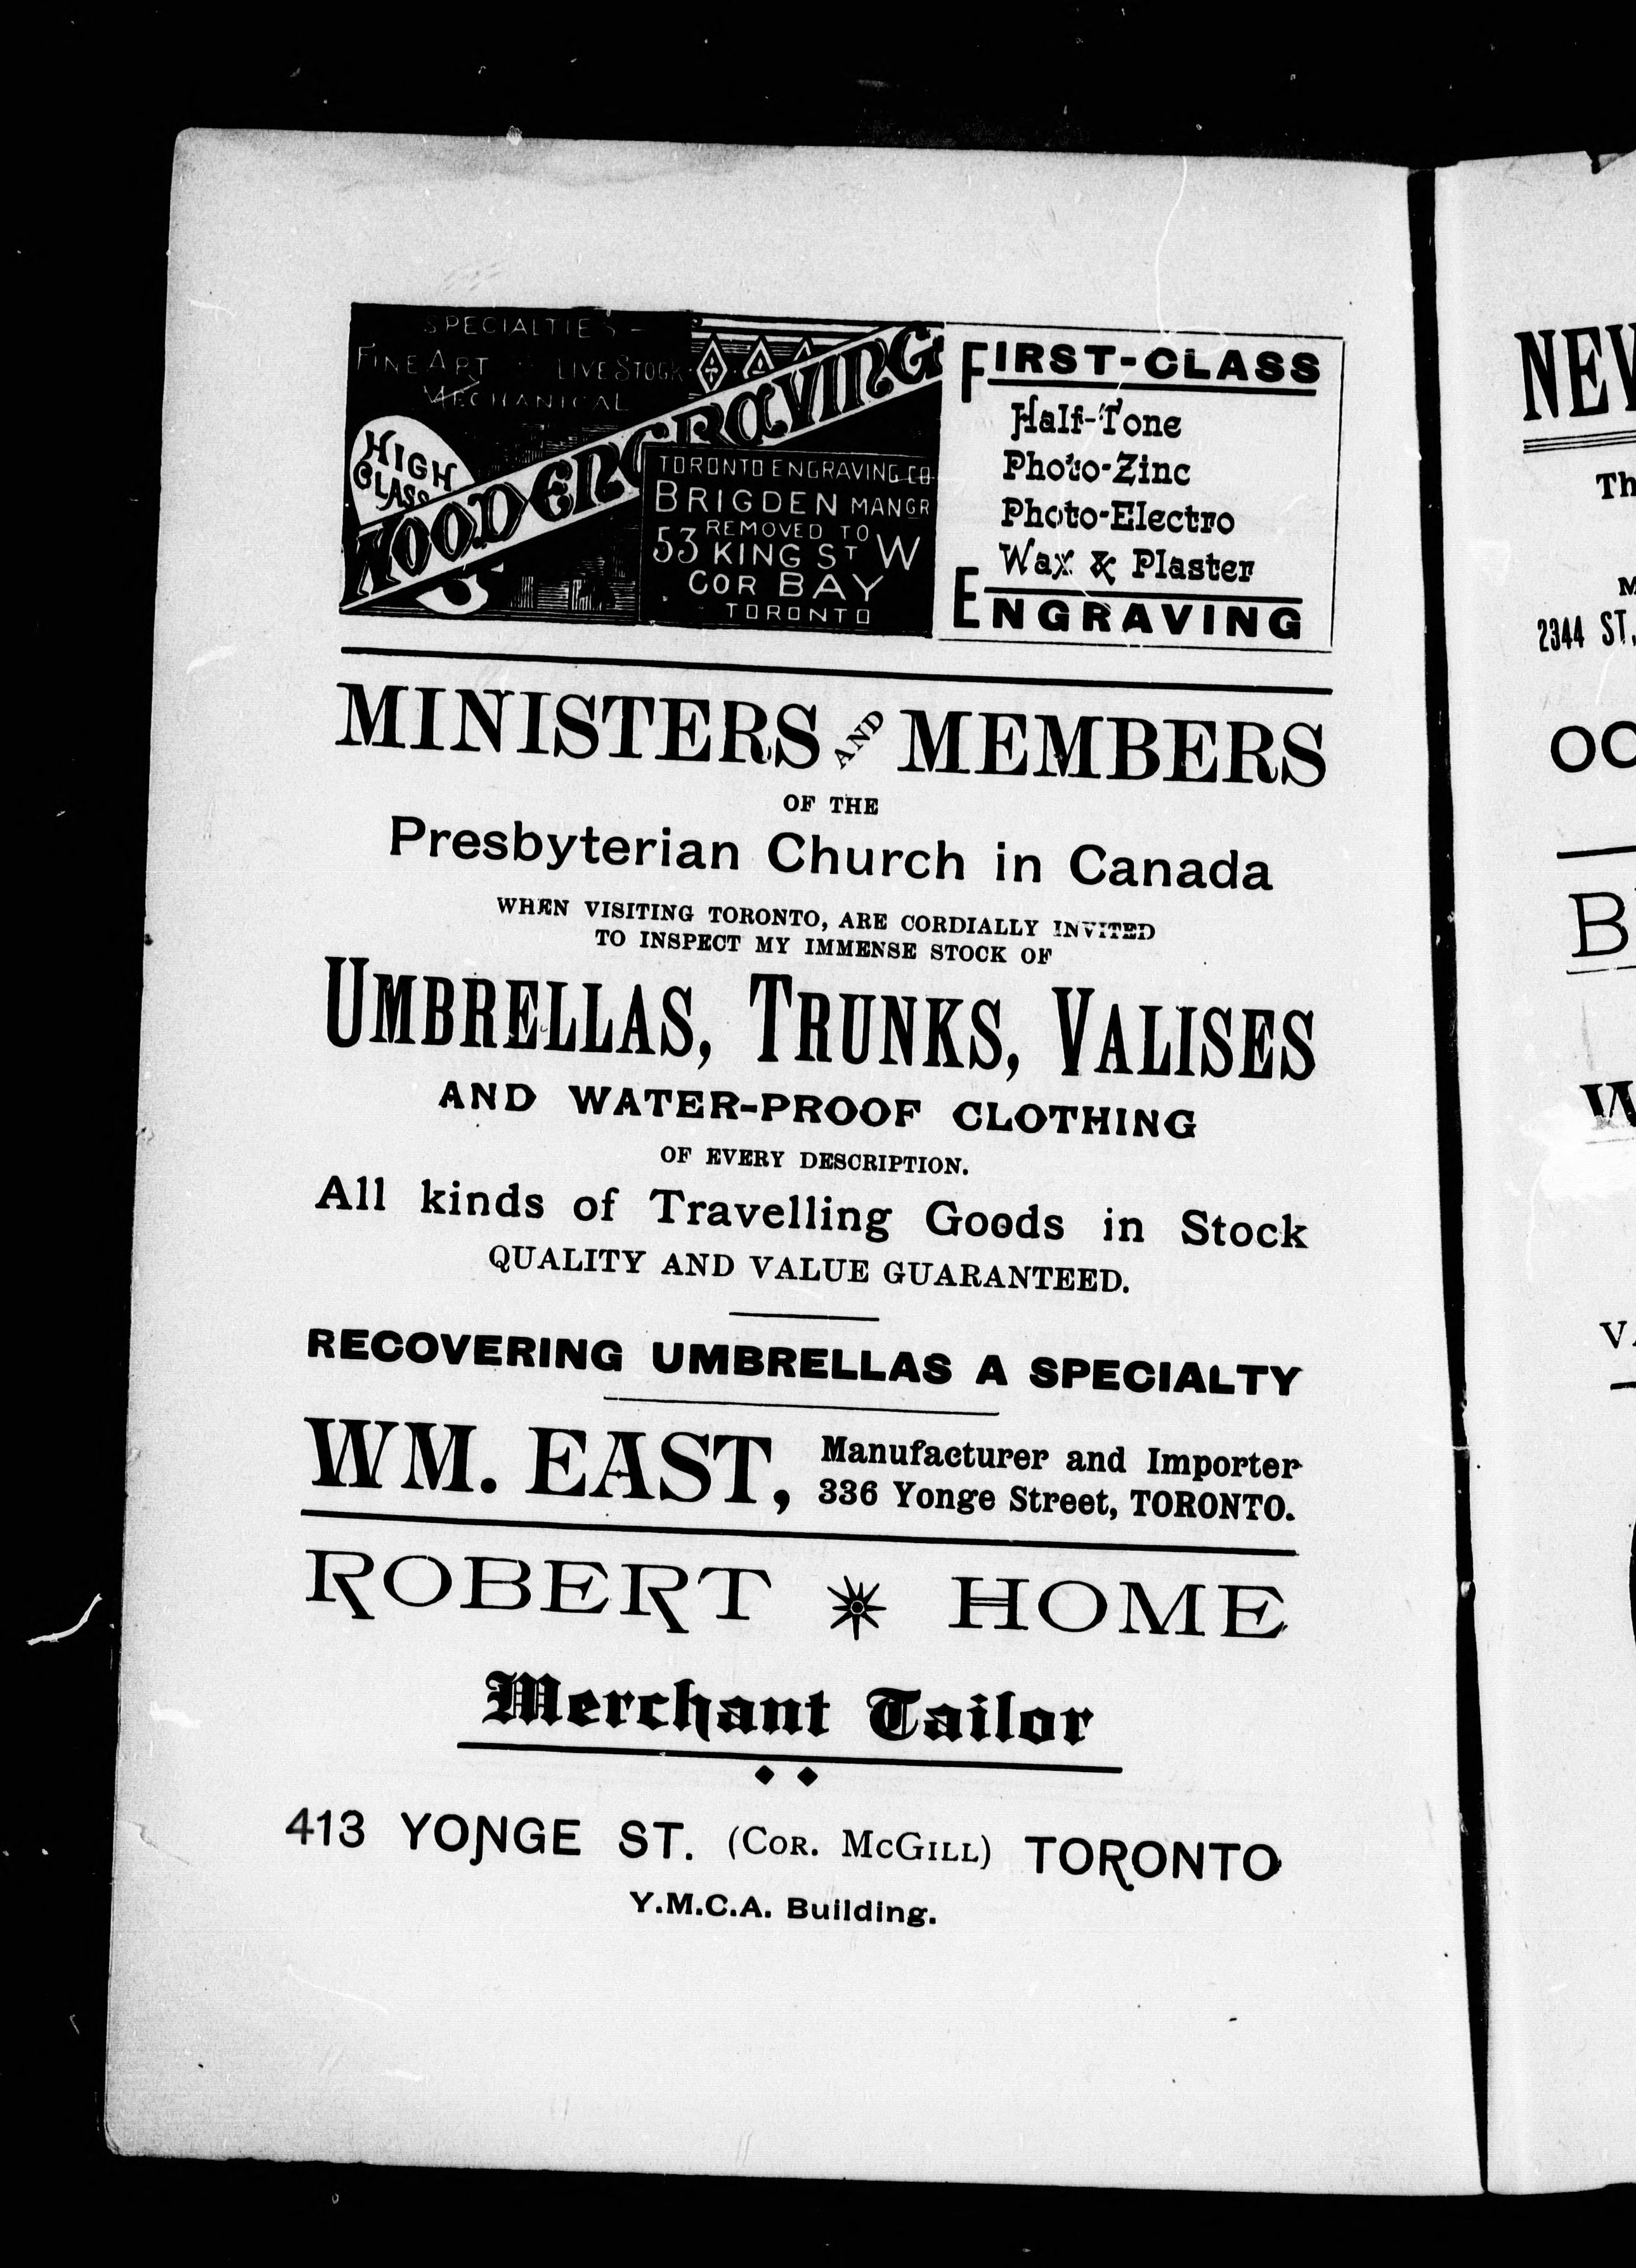 SPECIALTIES -
FINE ART LIVE STOCK
MECHANICAL
HIGH
CLASS
WOOD ENGRAVING
TORONTO ENGRAVING CO.
BRIGDEN MANGR
REMOVED TO
53 KING ST W
COR BAY
TORONTO
FIRST-CLASS
Half-Tone
Photo-Zinc
Photo-Electro
Wax & Plaster
ENGRAVING
MINISTERS AND MEMBERS
OF THE
Presbyterian Church in Canada
WHEN VISITING TORONTO, ARE CORDIALLY INVITED
TO INSPECT MY IMMENSE STOCK OF
UMBRELLAS, TRUNKS, VALISES
AND WATER-PROOF CLOTHING
OF EVERY DESCRIPTION.
All kinds of Travelling Goods in Stock
QUALITY AND VALUE GUARANTEED.
RECOVERING UMBRELLAS A SPECIALTY
WM. EAST, Manufacturer and Importer
336 Yonge Street, TORONTO.
ROBERT HOME
Merchant Tailor
413 YONGE ST. (COR. MCGILL) TORONTO
Y.M.C.A. Building.
NEW
Th
M
2344 ST.
OC
B
W
VA